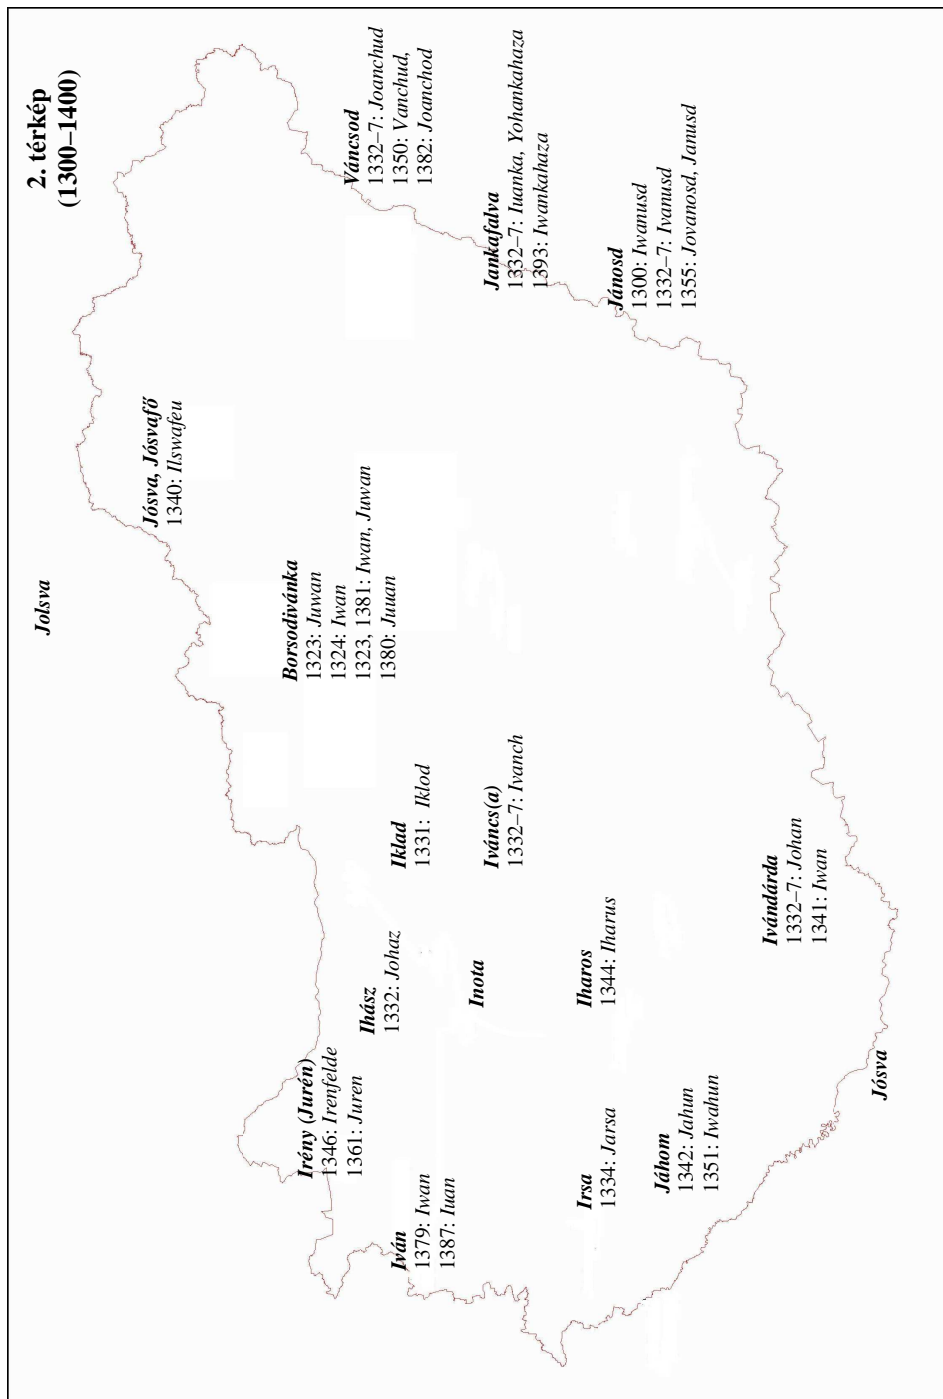 2. térkép
(1300–1400)
Jolsva
Jósva, Jósvafő
1340: Ilswafeu
Váncsod
1332–7: Joanchud
1350: Vanchud,
1382: Joanchod
Borsodivánka
1323: Juwan
1324: Iwan
1323, 1381: Iwan, Juwan
1380: Juuan
Jankafalva
1332–7: Iuanka, Yohankahaza
1393: Iwankahaza
Irény (Jurén)
1346: Irenfelde
1361: Juren
Ihász
1332: Johaz
Iklad
1331: Iklod
Iván
1379: Iwan
1387: Iuan
Inota
Iváncs(a)
1332–7: Ivanch
Jánosd
1300: Iwanusd
1332–7: Ivanusd
1355: Jovanosd, Janusd
Irsa
1334: Jarsa
Iharos
1344: Iharus
Jáhom
1342: Jahun
1351: Iwahun
Ivándárda
1332–7: Johan
1341: Iwan
Jósva